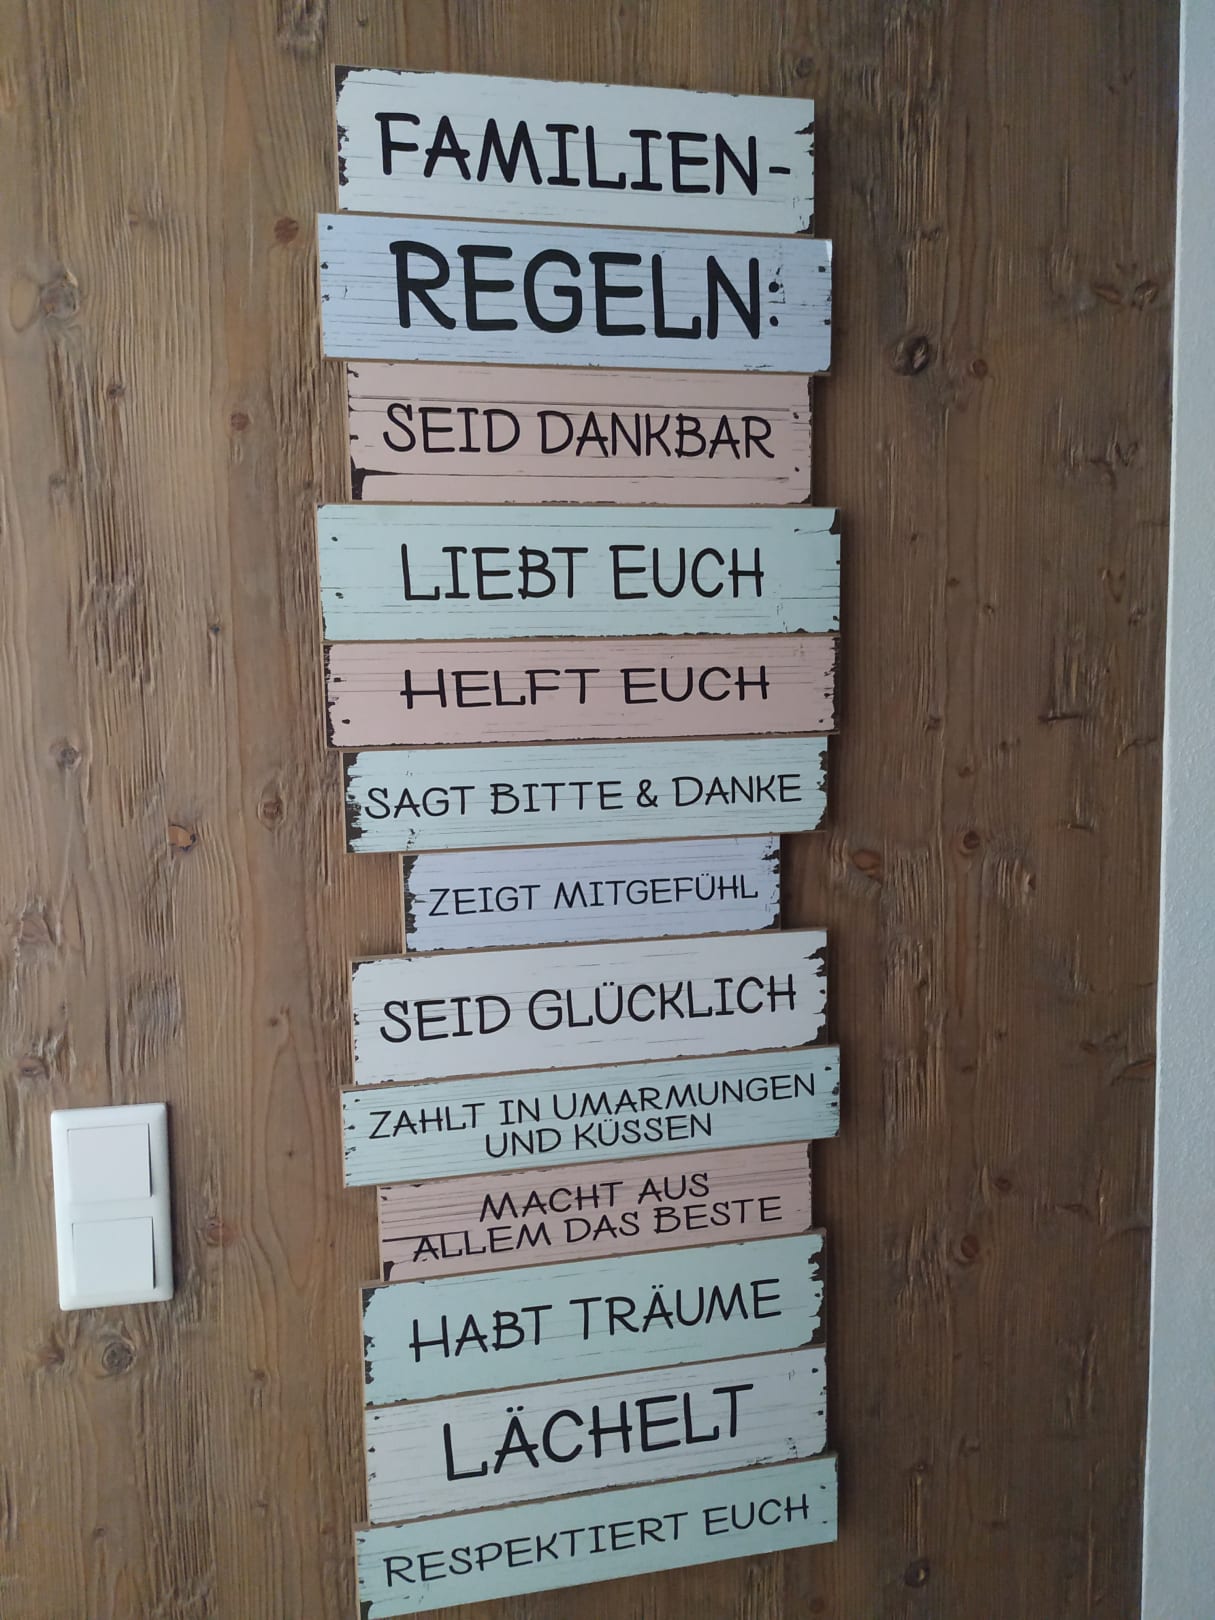 FAMILIEN-
REGELN:
SEID DANKBAR
LIEBT EUCH
HELFT EUCH
SAGT BITTE & DANKE
ZEIGT MITGEFÜHL
SEID GLÜCKLICH
ZAHLT IN UMARMUNGEN
UND KÜSSEN
MACHT AUS
ALLEM DAS BESTE
HABT TRÄUME
LÄCHELT
RESPEKTIERT EUCH